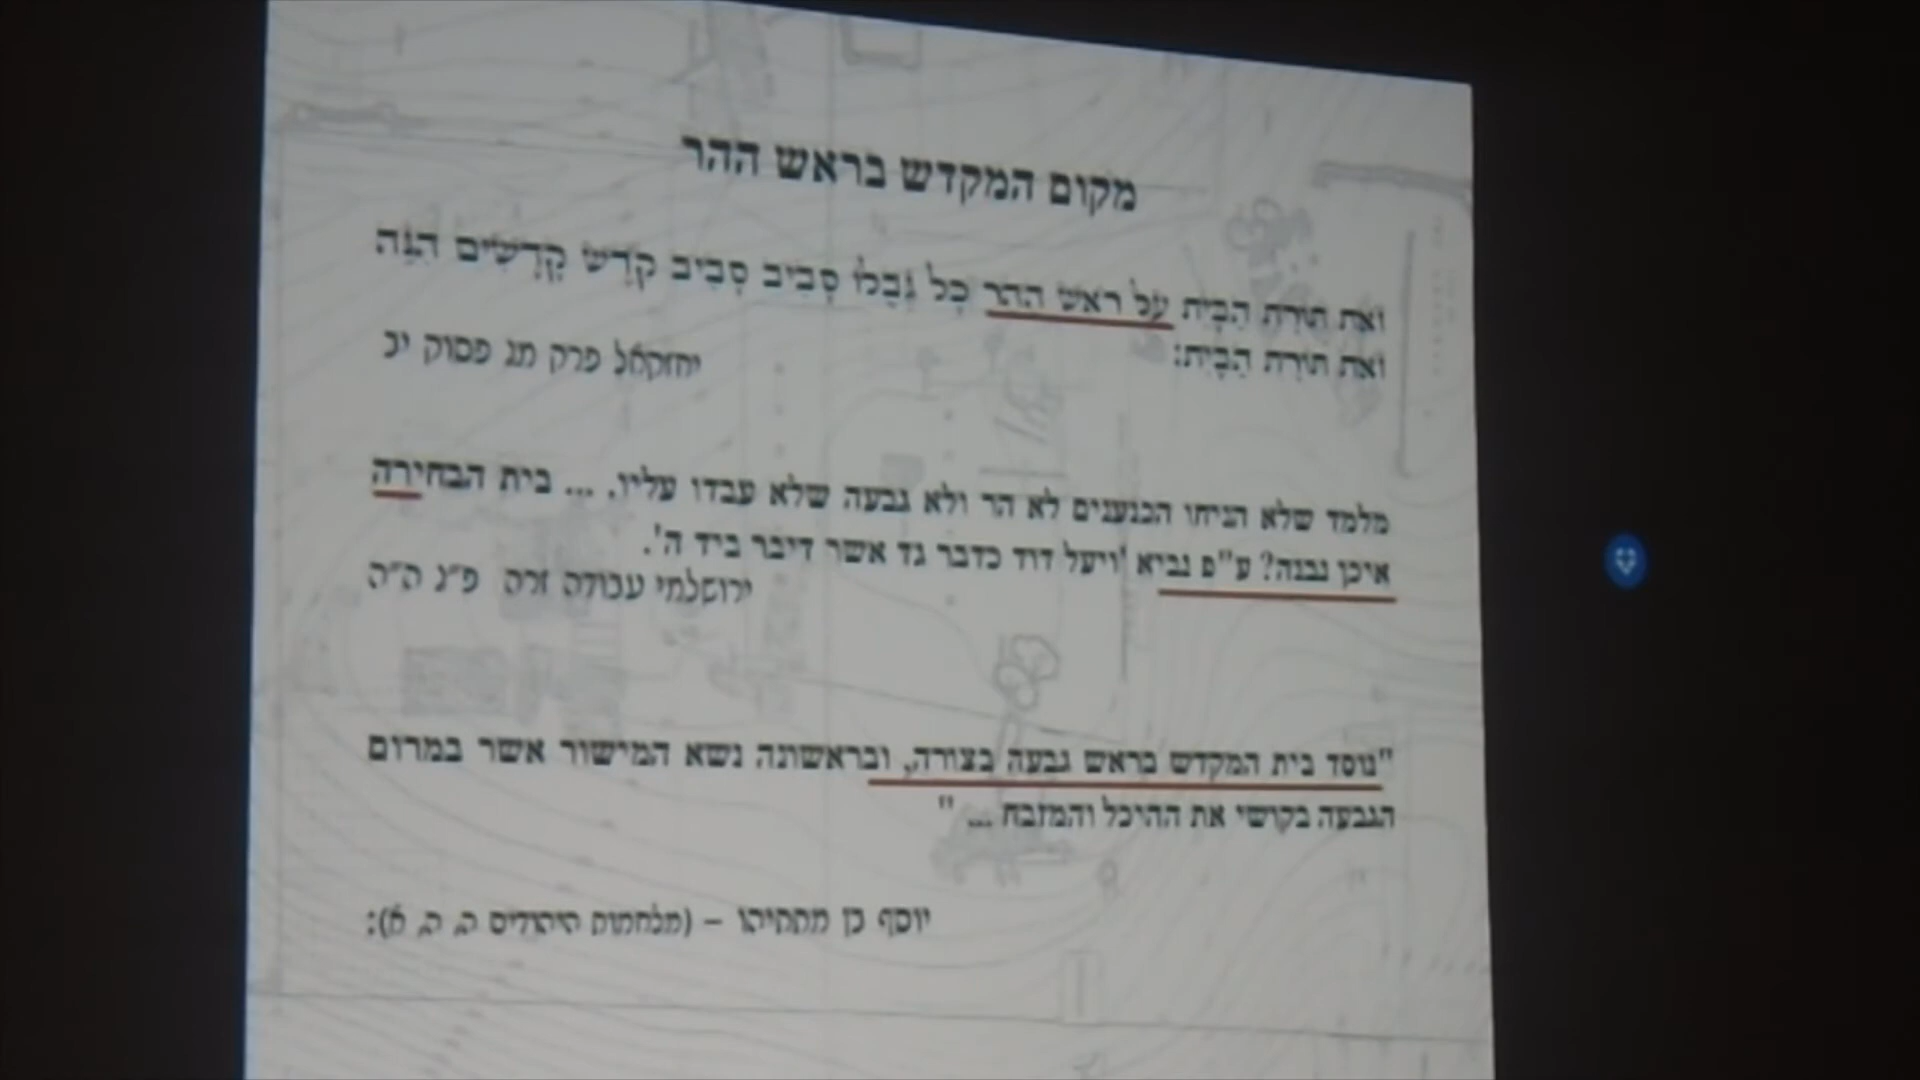 מקום המקדש בראש ההר
זֹאת תּוֹרַת הַבָּיִת עַל רֹאשׁ הָהָר כָּל גְּבֻלוֹ סָבִיב סָבִיב קֹדֶשׁ קָדָשִׁים הִנֵּה
זֹאת תּוֹרַת הַבָּיִת:
יחזקאל פרק מג פסוק יב
מלמד שלא הניחו הכנענים לא הר ולא גבעה שלא עבדו עליו. ... בית הבחירה
איכן נבנה? ע"פ נביא 'ויעל דוד כדבר גד אשר דיבר ביד ה'.
ירושלמי עבודה זרה פ"ג ה"ה
"נוסד בית המקדש בראש גבעה בצורה, ובראשונה נשא המישור אשר במרום
הגבעה בקושי את ההיכל והמזבח ... "
יוסף בן מתתיהו – (מלחמות היהודים ה, ה, א):